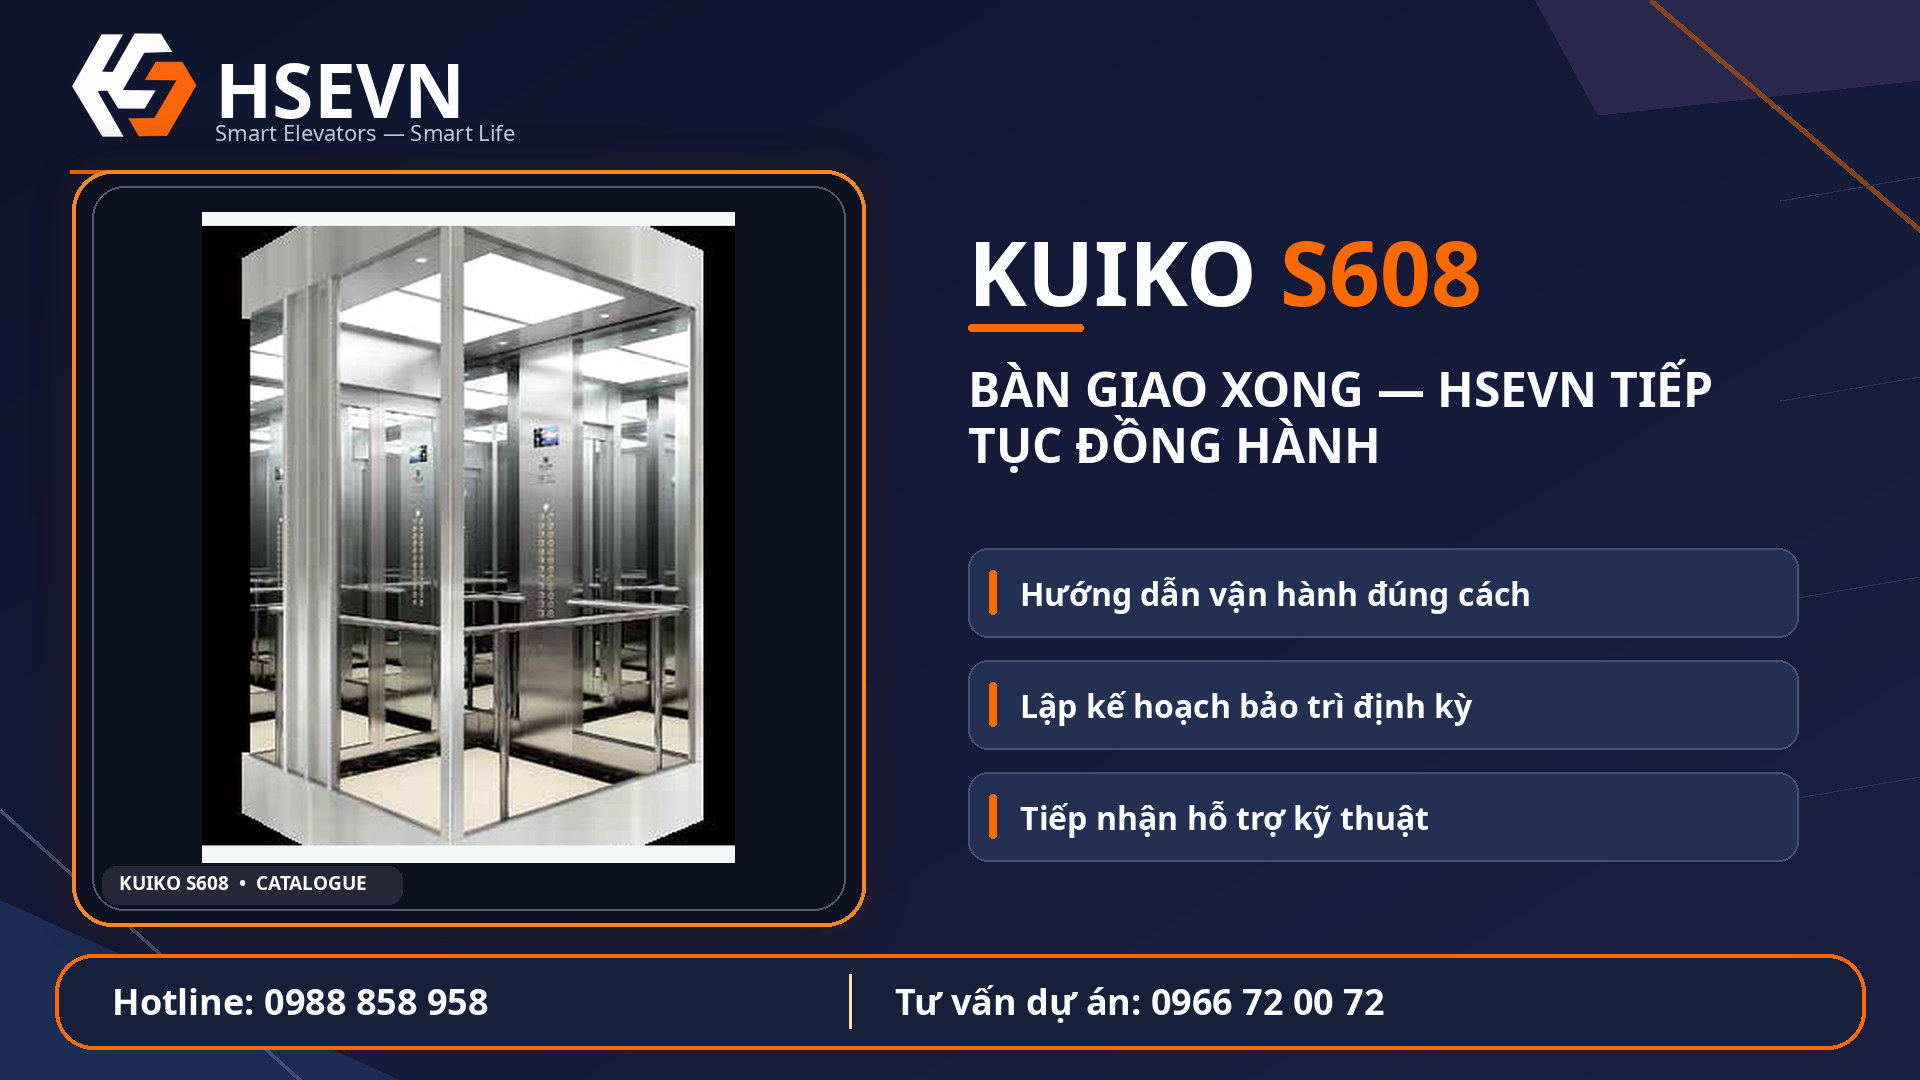 HSEVN
Smart Elevators — Smart Life
KUIKO S608
BÀN GIAO XONG — HSEVN TIẾP
TỤC ĐỒNG HÀNH
Hướng dẫn vận hành đúng cách
Lập kế hoạch bảo trì định kỳ
Tiếp nhận hỗ trợ kỹ thuật
KUIKO S608 • CATALOGUE
Hotline: 0988 858 958
Tư vấn dự án: 0966 72 00 72